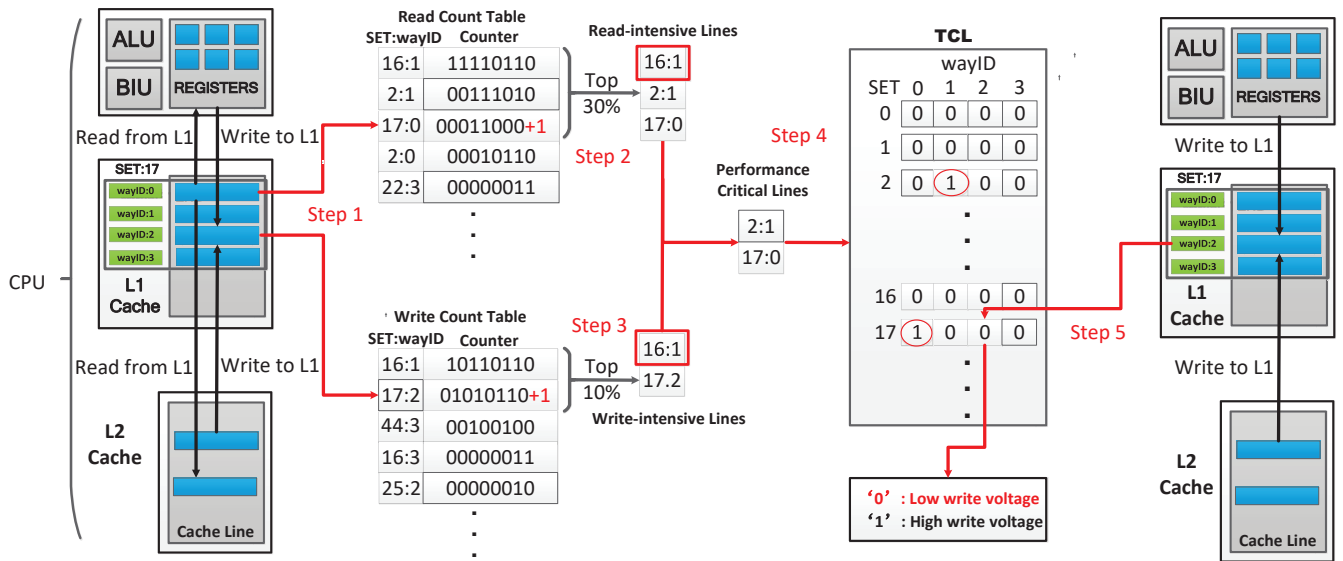 CPU
ALU
BIU
REGISTERS
Read from L1
Write to L1
SET:17
wayID:0
wayID:1
wayID:2
wayID:3
L1
Cache
Read from L1
Write to L1
L2
Cache
Cache Line
Step 1
Read Count Table
SET:wayID Counter
16:1 11110110
2:1 00111010
17:0 00011000+1
2:0 00010110
22:3 00000011
Top
30%
Step 2
Write Count Table
SET:wayID Counter
16:1 10110110
17:2 01010110+1
44:3 00100100
16:3 00000011
25:2 00000010
Top
10%
Step 3
Read-intensive Lines
16:1
2:1
17:0
16:1
17.2
Write-intensive Lines
Performance
Critical Lines
2:1
17:0
Step 4
TCL
wayID
SET 0 1 2 3
0 0 0 0 0
1 0 0 0 0
2 0 1 0 0
16 0 0 0 0
17 1 0 0 0
‘0’ : Low write voltage
‘1’ : High write voltage
Step 5
ALU
BIU
REGISTERS
Write to L1
SET:17
wayID:0
wayID:1
wayID:2
wayID:3
L1
Cache
Write to L1
L2
Cache
Cache Line